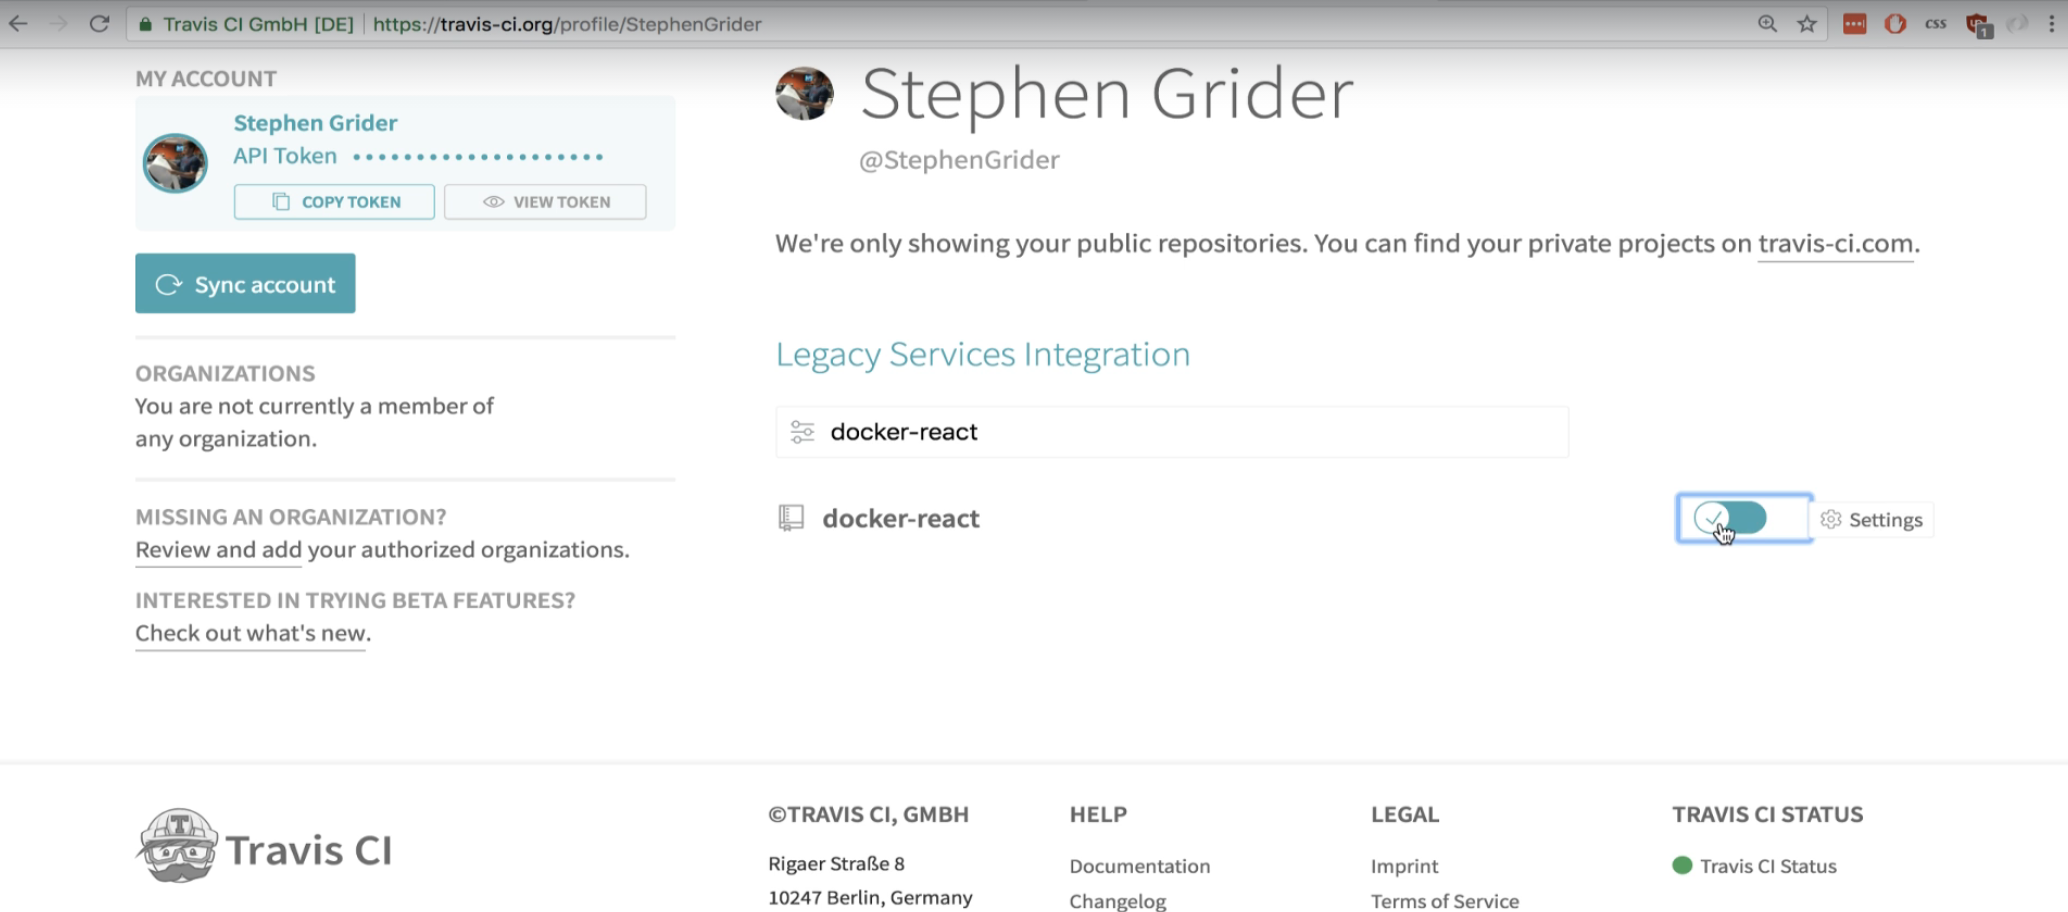 Travis CI GmbH [DE] https://travis-ci.org/profile/StephenGrider
css
1
MY ACCOUNT
Stephen Grider
API Token
COPY TOKEN
VIEW TOKEN
Sync account
ORGANIZATIONS
You are not currently a member of
any organization.
MISSING AN ORGANIZATION?
Review and add your authorized organizations.
INTERESTED IN TRYING BETA FEATURES?
Check out what's new.
Stephen Grider
@StephenGrider
We're only showing your public repositories. You can find your private projects on travis-ci.com.
Legacy Services Integration
docker-react
docker-react
Settings
Travis CI
©TRAVIS CI, GMBH
Rigaer Straße 8
10247 Berlin, Germany
HELP
Documentation
Changelog
LEGAL
Imprint
Terms of Service
TRAVIS CI STATUS
Travis CI Status